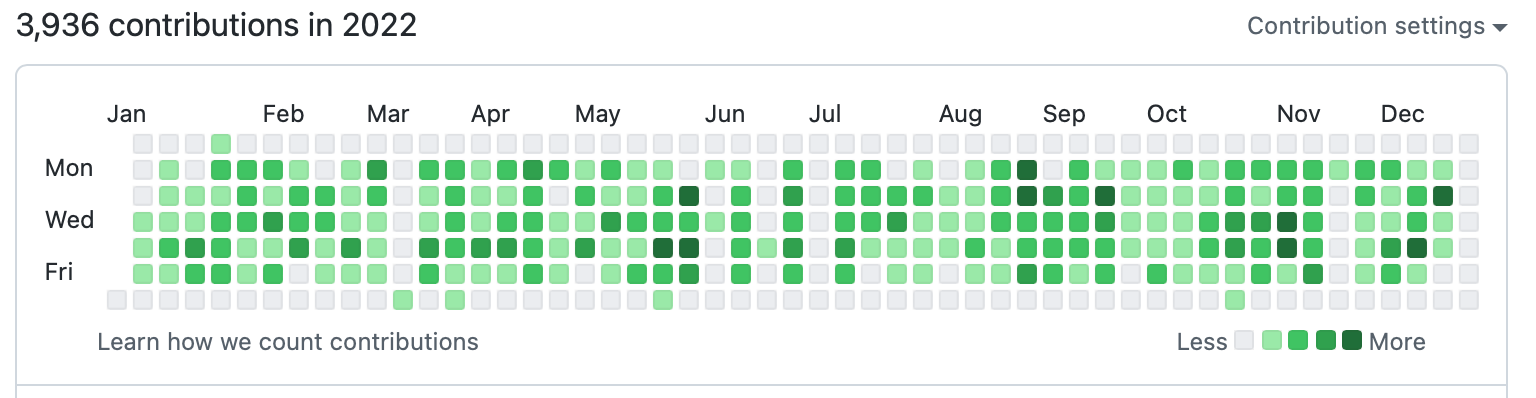 3,936 contributions in 2022
Contribution settings
Jan Feb Mar Apr May Jun Jul Aug Sep Oct Nov Dec
Mon
Wed
Fri
Learn how we count contributions
Less More